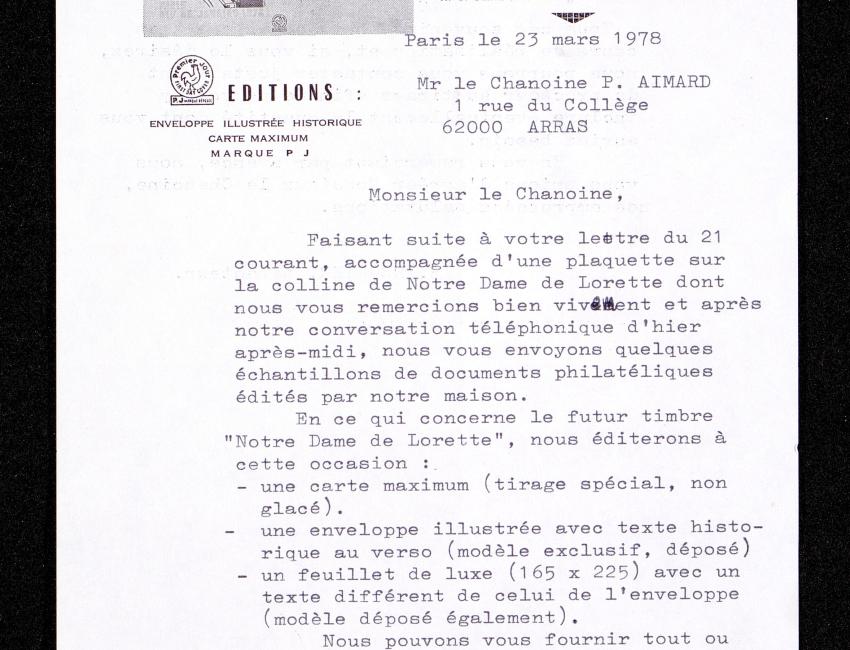 Paris le 23 mars 1978
Premier Jour
FIRST DAY COVER
P.J
EDITIONS :
ENVELOPPE ILLUSTRÉE HISTORIQUE
CARTE MAXIMUM
MARQUE P J
Mr le Chanoine P. AIMARD
1 rue du Collège
62000 ARRAS
Monsieur le Chanoine,
Faisant suite à votre lettre du 21
courant, accompagnée d'une plaquette sur
la colline de Notre Dame de Lorette dont
nous vous remercions bien vivement et après
notre conversation téléphonique d'hier
après-midi, nous vous envoyons quelques
échantillons de documents philatéliques
édités par notre maison.
En ce qui concerne le futur timbre
"Notre Dame de Lorette", nous éditerons à
cette occasion :
- une carte maximum (tirage spécial, non
glacé).
- une enveloppe illustrée avec texte histo-
rique au verso (modèle exclusif, déposé)
- un feuillet de luxe (165 x 225) avec un
texte différent de celui de l'enveloppe
(modèle déposé également).
Nous pouvons vous fournir tout ou